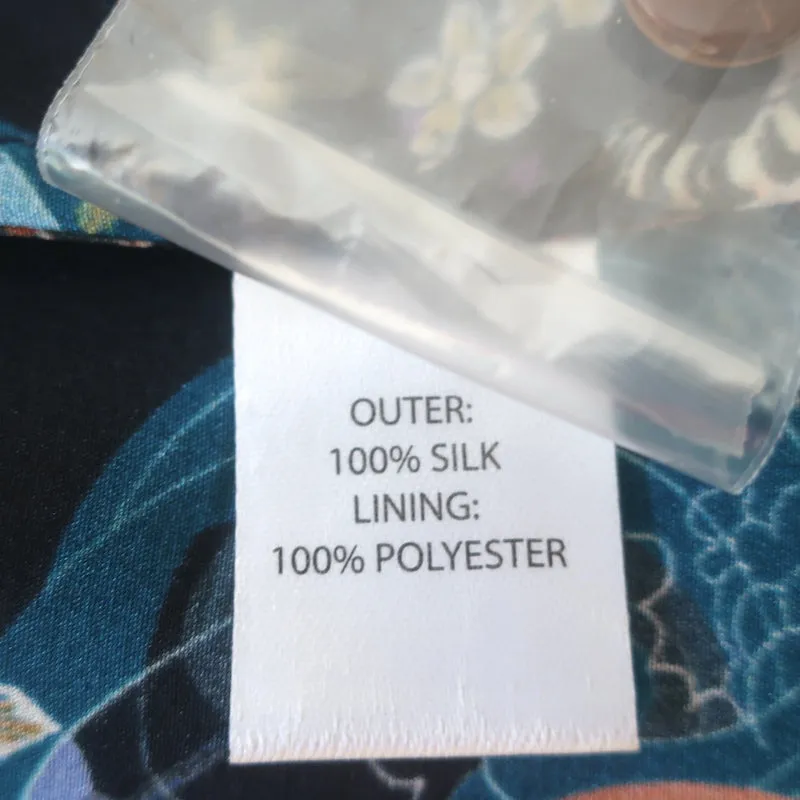 OUTER:
100% SILK
LINING:
100% POLYESTER